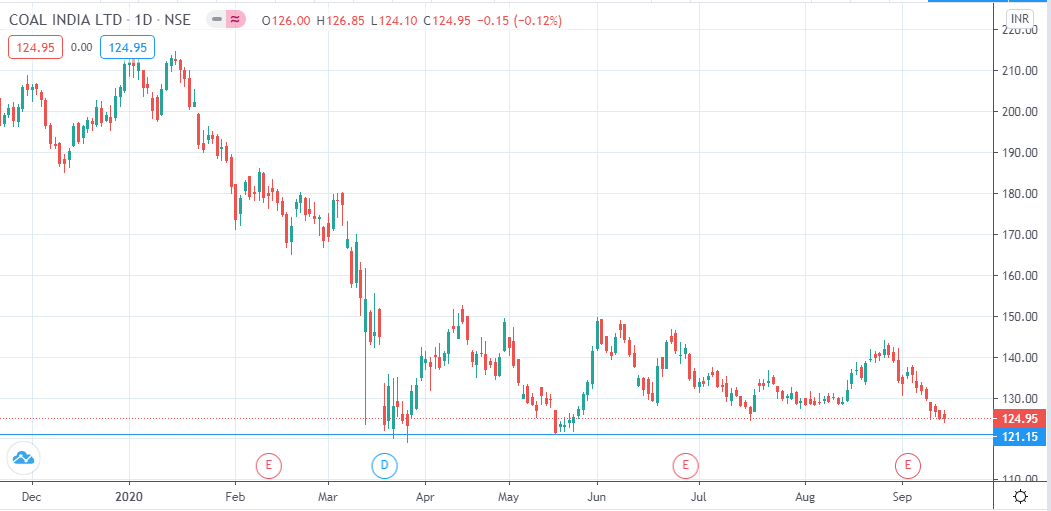 COAL INDIA LTD · 1D · NSE O126.00 H126.85 L124.10 C124.95 −0.15 (−0.12%)
INR
124.95 0.00 124.95
220.00
210.00
200.00
190.00
180.00
170.00
160.00
150.00
140.00
130.00
124.95
121.15
E D E E
110.00
Dec 2020 Feb Mar Apr May Jun Jul Aug Sep